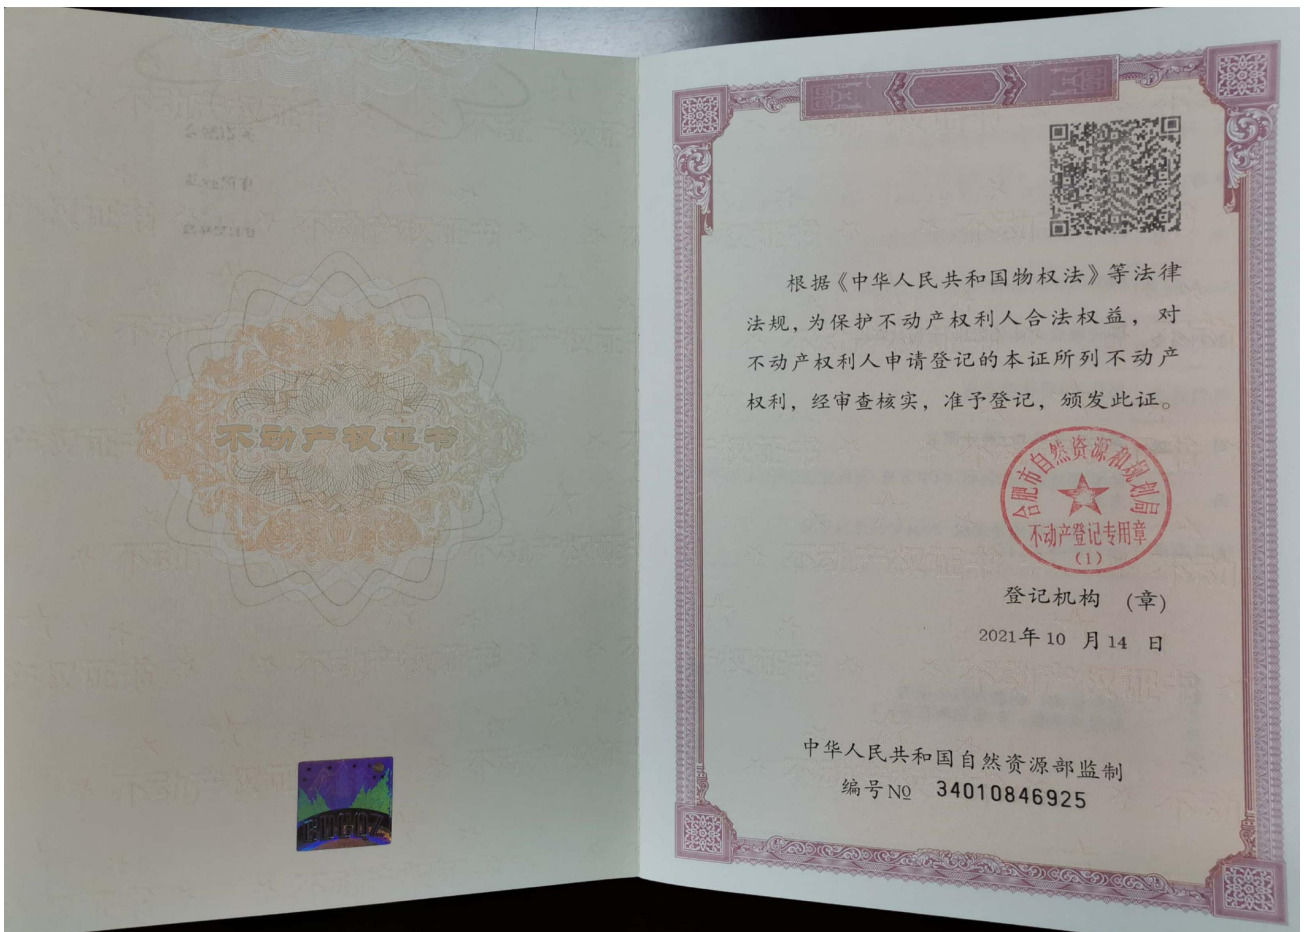 不动产权证书
根据《中华人民共和国物权法》等法律
法规，为保护不动产权利人合法权益，对
不动产权利人申请登记的本证所列不动产
权利，经审查核实，准予登记，颁发此证。
合肥市自然资源和规划局
不动产登记专用章
(1)
登记机构 (章)
2021年10 月14 日
中华人民共和国自然资源部监制
编号№ 34010846925
BDCQZ